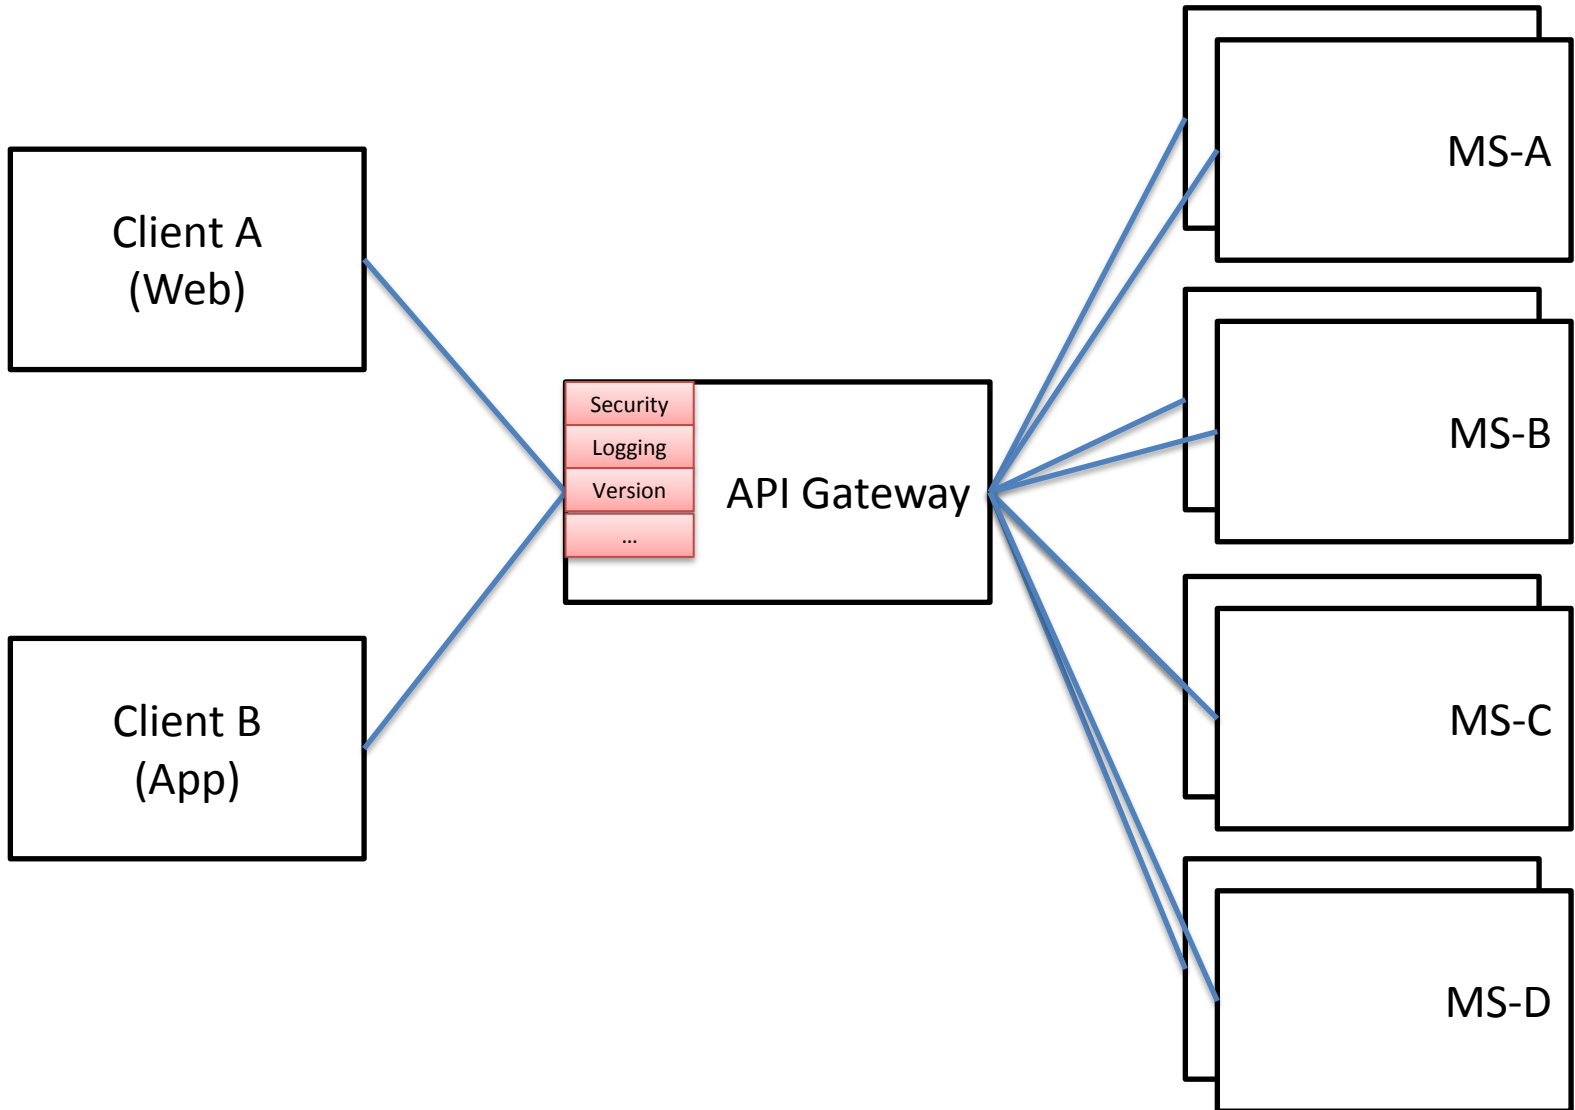 Client A
(Web)
Client B
(App)
Security
Logging
Version
...
API Gateway
MS-A
MS-B
MS-C
MS-D